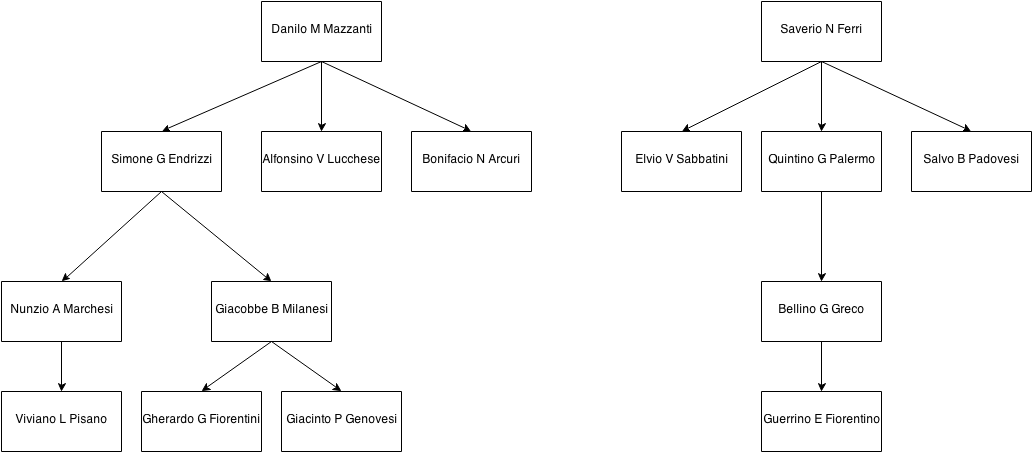 Danilo M Mazzanti
Saverio N Ferri
Simone G Endrizzi
Alfonsino V Lucchese
Bonifacio N Arcuri
Elvio V Sabbatini
Quintino G Palermo
Salvo B Padovesi
Nunzio A Marchesi
Giacobbe B Milanesi
Bellino G Greco
Viviano L Pisano
Gherardo G Fiorentini
Giacinto P Genovesi
Guerrino E Fiorentino